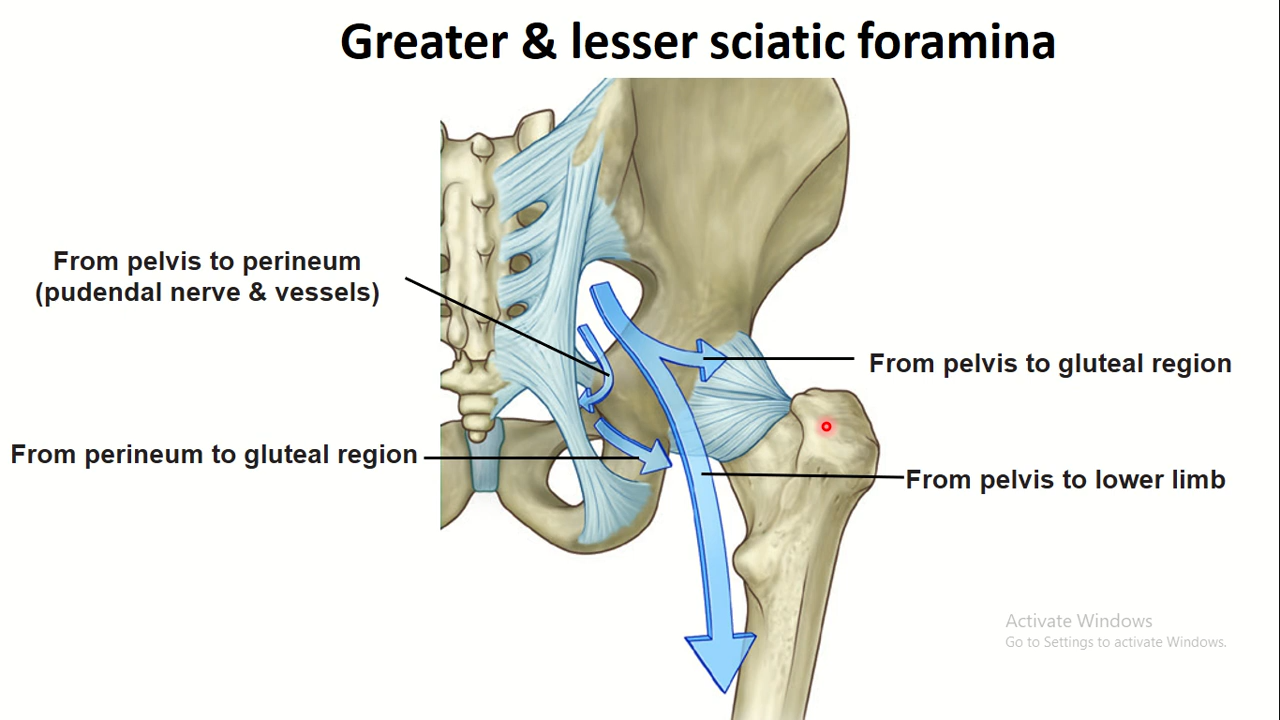 Greater & lesser sciatic foramina
From pelvis to perineum
(pudendal nerve & vessels)
From pelvis to gluteal region
From perineum to gluteal region
From pelvis to lower limb
Activate Windows
Go to Settings to activate Windows.